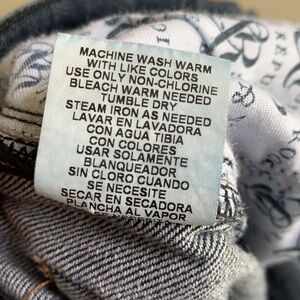 MACHINE WASH WARM
WITH LIKE COLORS
USE ONLY NON-CHLORINE
BLEACH WARM NEEDED
TUMBLE DRY
STEAM IRON AS NEEDED
LAVAR EN LAVADORA
CON AGUA TIBIA
CON COLORES
USAR SOLAMENTE
BLANQUEADOR
SIN CLORO CUANDO
SE NECESITE
SECAR EN SECADORA
PLANCHA AL VAPOR